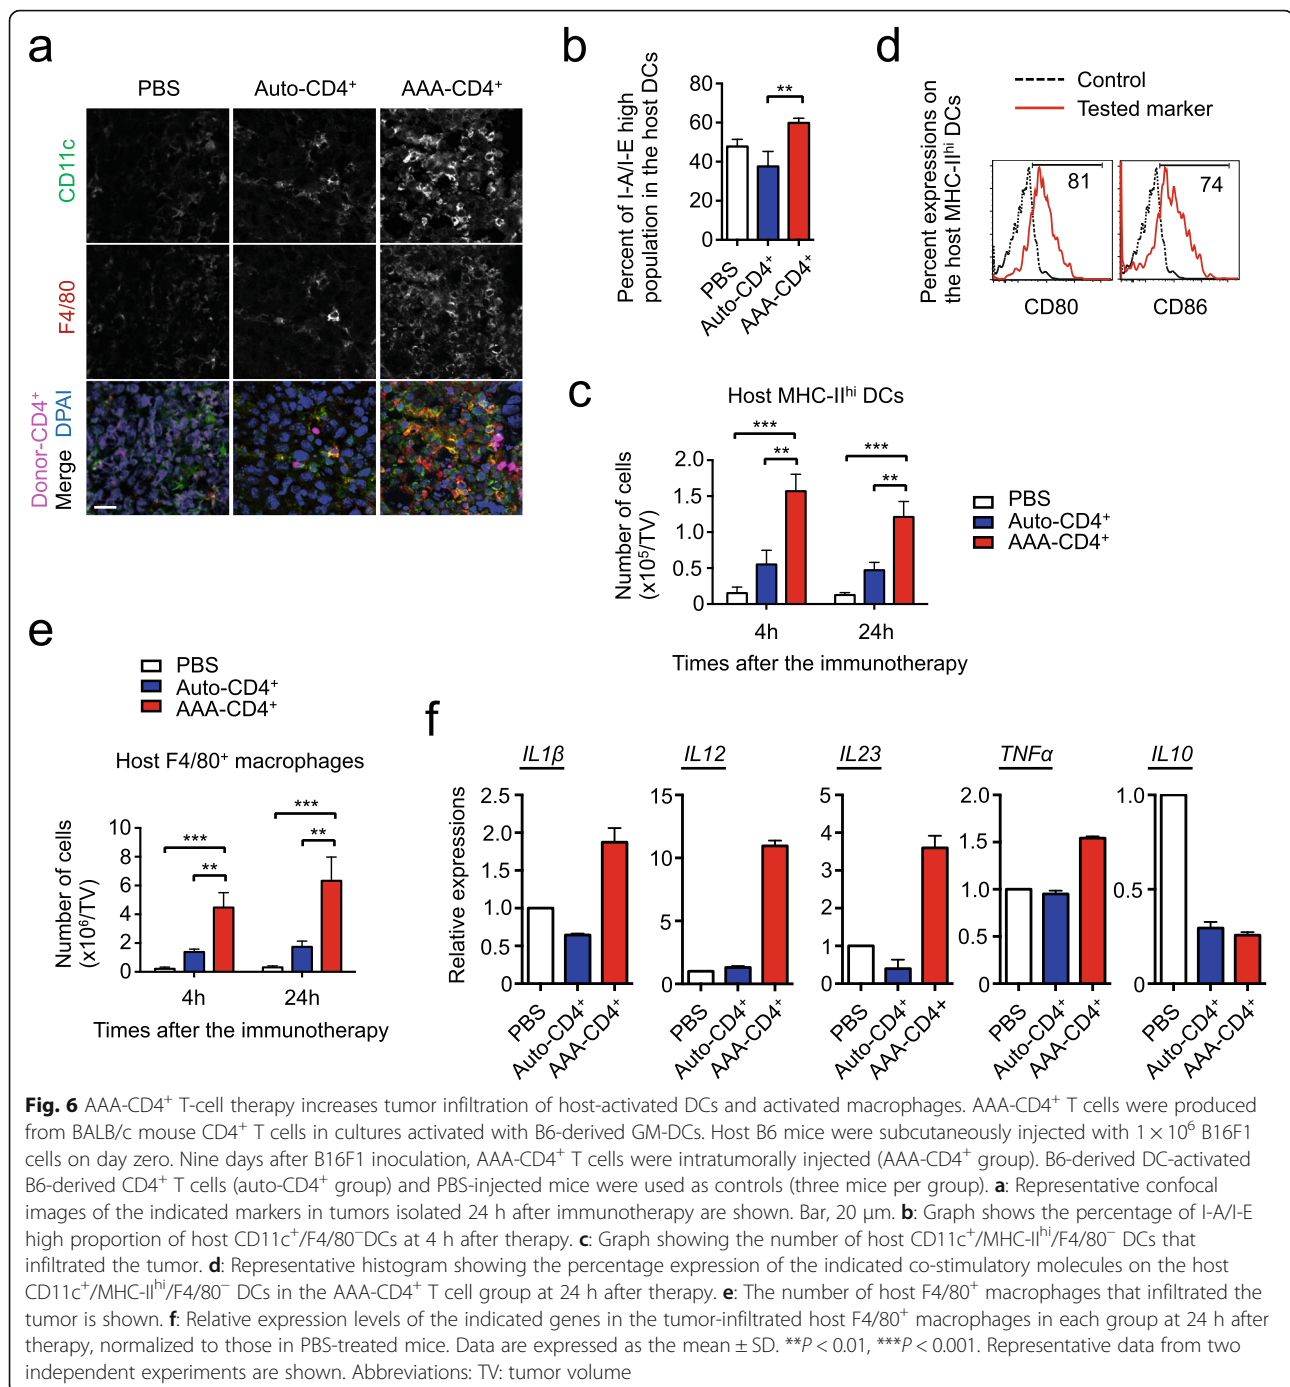 a
PBS
Auto-CD4⁺
AAA-CD4⁺
CD11c
F4/80
Donor-CD4⁺
Merge DPAI
b
Percent of I-A/I-E high
population in the host DCs
80
60
40
20
0
**
PBS
Auto-CD4⁺
AAA-CD4⁺
d
Control
Tested marker
Percent expressions on
the host MHC-IIʰⁱ DCs
81
74
CD80
CD86
c
Host MHC-IIʰⁱ DCs
Number of cells
(x10⁵/TV)
2.0
1.5
1.0
0.5
0
***
**
***
**
4h
24h
Times after the immunotherapy
PBS
Auto-CD4⁺
AAA-CD4⁺
e
PBS
Auto-CD4⁺
AAA-CD4⁺
Host F4/80⁺ macrophages
Number of cells
(x10⁶/TV)
10
8
6
4
2
0
***
**
***
**
4h
24h
Times after the immunotherapy
f
Relative expressions
IL1β
2.5
2.0
1.5
1.0
0.5
0
PBS
Auto-CD4⁺
AAA-CD4⁺
IL12
15
10
5
0
PBS
Auto-CD4⁺
AAA-CD4⁺
IL23
5
4
3
2
1
0
PBS
Auto-CD4⁺
AAA-CD4+
TNFα
2.0
1.5
1.0
0.5
0
PBS
Auto-CD4⁺
AAA-CD4⁺
IL10
1.0
0.5
0
PBS
Auto-CD4⁺
AAA-CD4⁺
Fig. 6 AAA-CD4⁺ T-cell therapy increases tumor infiltration of host-activated DCs and activated macrophages. AAA-CD4⁺ T cells were produced
from BALB/c mouse CD4⁺ T cells in cultures activated with B6-derived GM-DCs. Host B6 mice were subcutaneously injected with 1 × 10⁶ B16F1
cells on day zero. Nine days after B16F1 inoculation, AAA-CD4⁺ T cells were intratumorally injected (AAA-CD4⁺ group). B6-derived DC-activated
B6-derived CD4⁺ T cells (auto-CD4⁺ group) and PBS-injected mice were used as controls (three mice per group). a: Representative confocal
images of the indicated markers in tumors isolated 24 h after immunotherapy are shown. Bar, 20 μm. b: Graph shows the percentage of I-A/I-E
high proportion of host CD11c⁺/F4/80⁻DCs at 4 h after therapy. c: Graph showing the number of host CD11c⁺/MHC-IIʰⁱ/F4/80⁻ DCs that
infiltrated the tumor. d: Representative histogram showing the percentage expression of the indicated co-stimulatory molecules on the host
CD11c⁺/MHC-IIʰⁱ/F4/80⁻ DCs in the AAA-CD4⁺ T cell group at 24 h after therapy. e: The number of host F4/80⁺ macrophages that infiltrated the
tumor is shown. f: Relative expression levels of the indicated genes in the tumor-infiltrated host F4/80⁺ macrophages in each group at 24 h after
therapy, normalized to those in PBS-treated mice. Data are expressed as the mean ± SD. **P < 0.01, ***P < 0.001. Representative data from two
independent experiments are shown. Abbreviations: TV: tumor volume